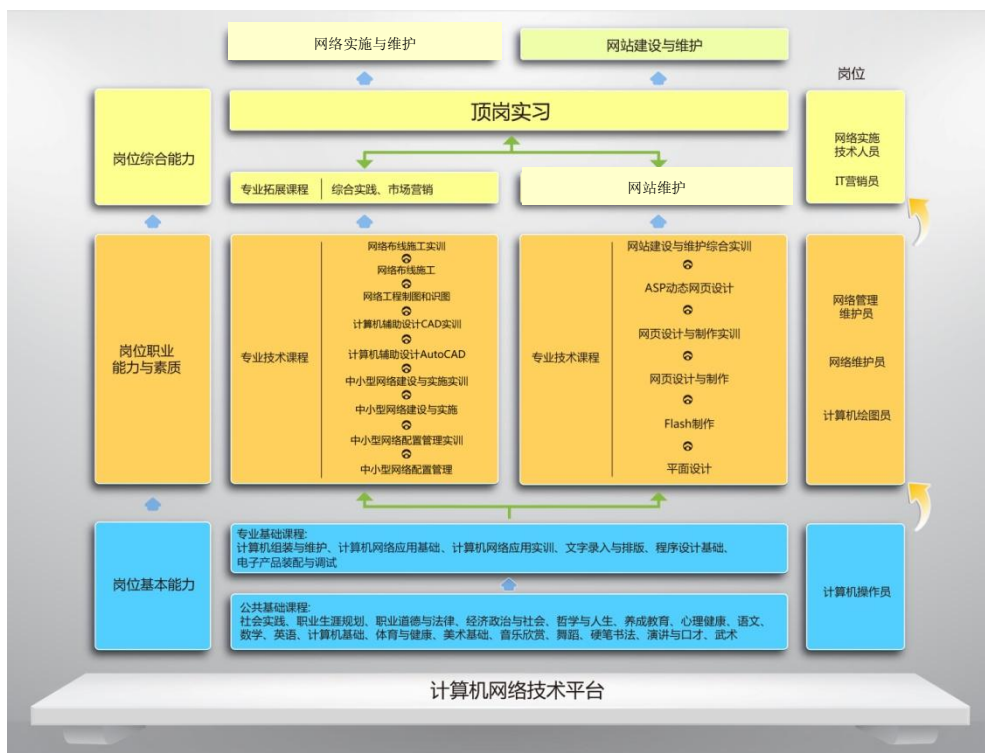 网络实施与维护
网站建设与维护
岗位
顶岗实习
岗位综合能力
专业拓展课程
综合实践、市场营销
网站维护
网络实施
技术人员
IT营销员
岗位职业
能力与素质
专业技术课程
网络布线施工实训
网络布线施工
网络工程制图和识图
计算机辅助设计CAD实训
计算机辅助设计AutoCAD
中小型网络建设与实施实训
中小型网络建设与实施
中小型网络配置管理实训
中小型网络配置管理
专业技术课程
网站建设与维护综合实训
ASP动态网页设计
网页设计与制作实训
网页设计与制作
Flash制作
平面设计
网络管理
维护员
网络维护员
计算机绘图员
岗位基本能力
专业基础课程:
计算机组装与维护、计算机网络应用基础、计算机网络应用实训、文字录入与排版、程序设计基础、
电子产品装配与调试
公共基础课程:
社会实践、职业生涯规划、职业道德与法律、经济政治与社会、哲学与人生、养成教育、心理健康、语文、
数学、英语、计算机基础、体育与健康、美术基础、音乐欣赏、舞蹈、硬笔书法、演讲与口才、武术
计算机操作员
计算机网络技术平台